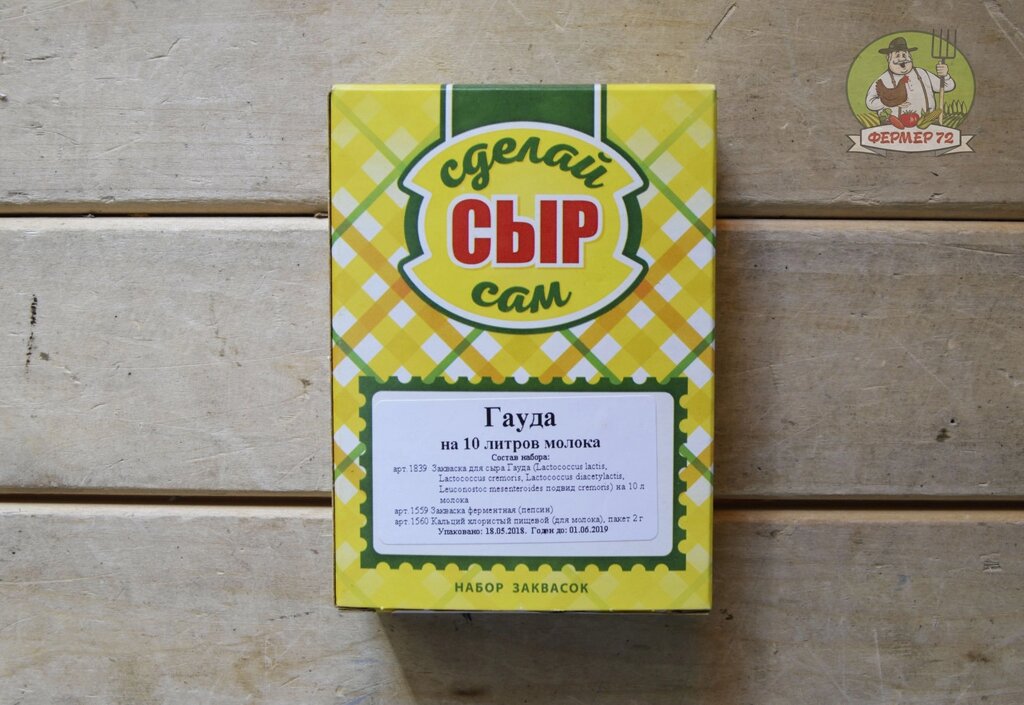 ФЕРМЕР 72
сделай
СЫР
сам
Гауда
на 10 литров молока
Состав набора:
арт.1839 Закваска для сыра Гауда (Lactococcus lactis,
Lactococcus cremoris, Lactococcus diacetylactis,
Leuconostoc mesenteroides подвид cremoris) на 10 л
молока
арт.1559 Закваска ферментная (пепсин)
арт.1560 Кальций хлористый пищевой (для молока), пакет 2 г
Упаковано: 18.05.2018. Годен до: 01.06.2019
НАБОР ЗАКВАСОК